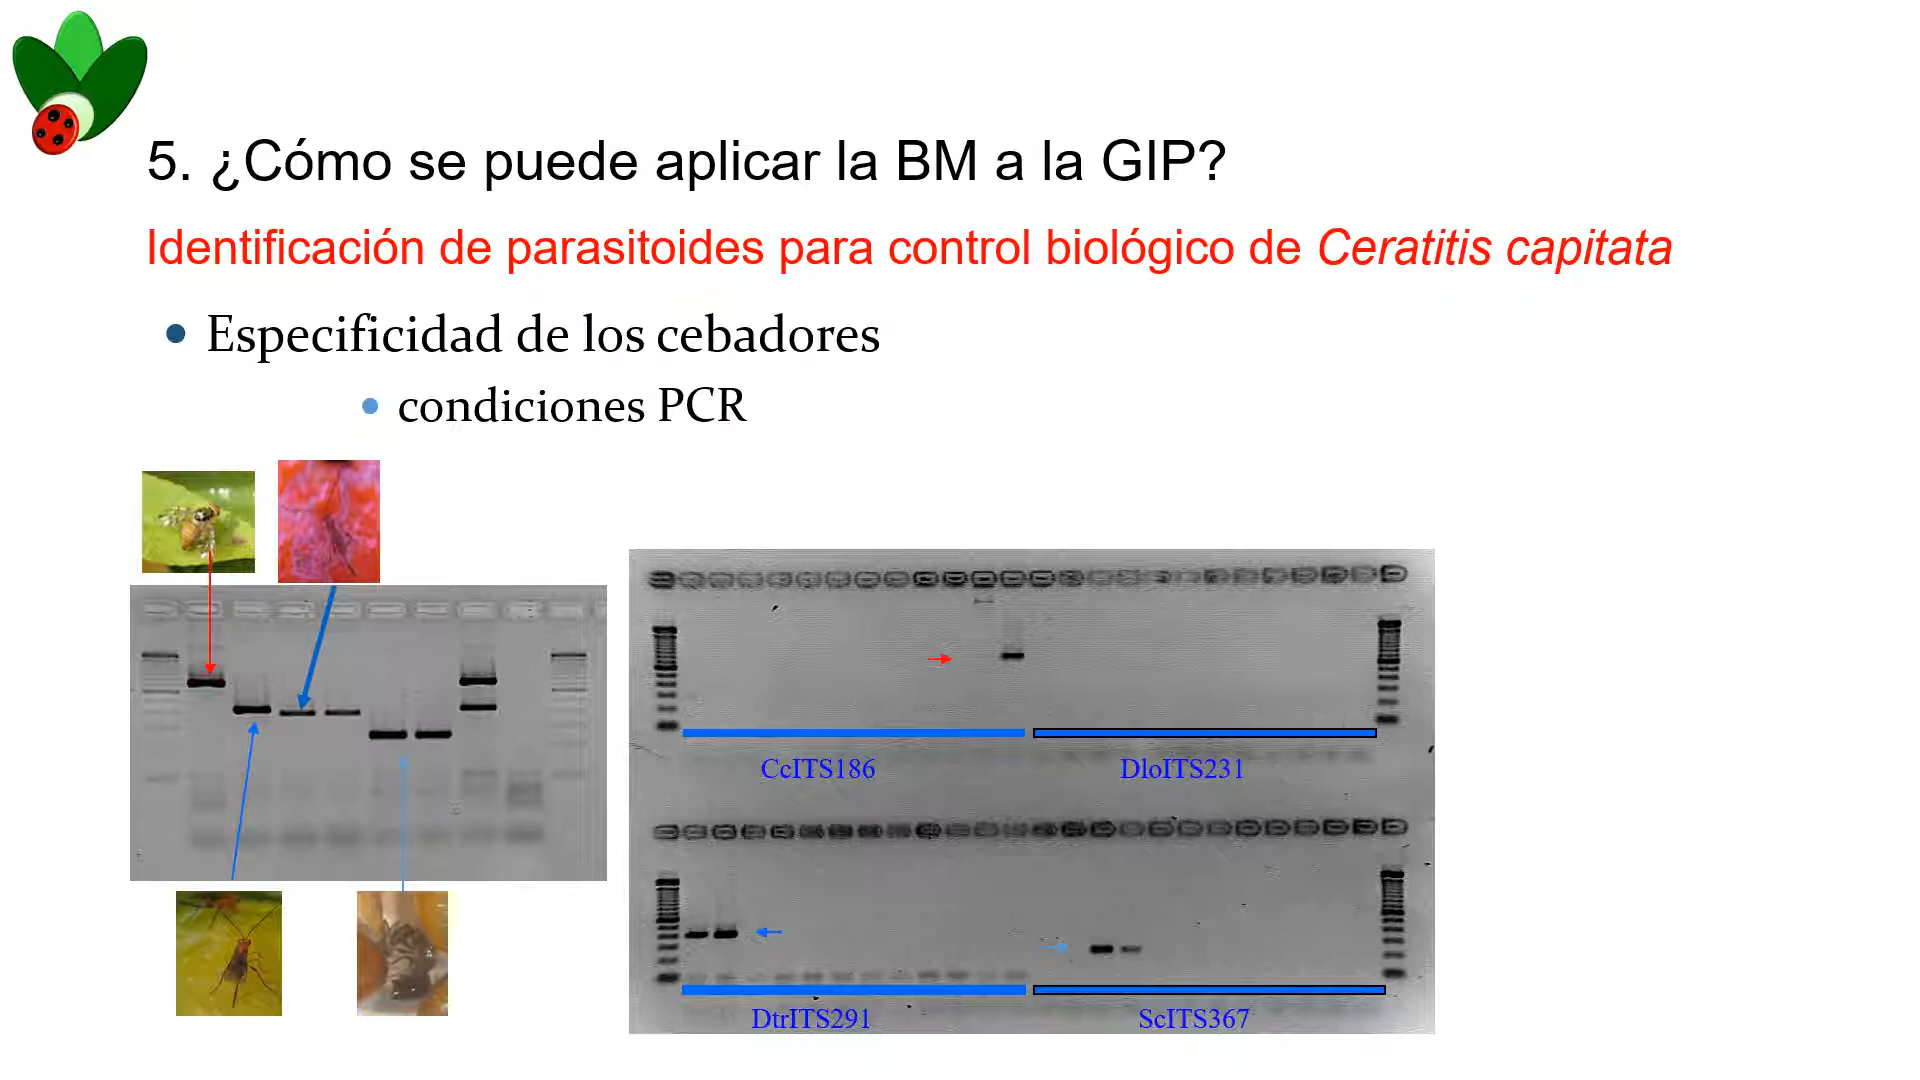 5. ¿Cómo se puede aplicar la BM a la GIP?
Identificación de parasitoides para control biológico de Ceratitis capitata
Especificidad de los cebadores
condiciones PCR
CcITS186
DloITS231
DtrITS291
ScITS367